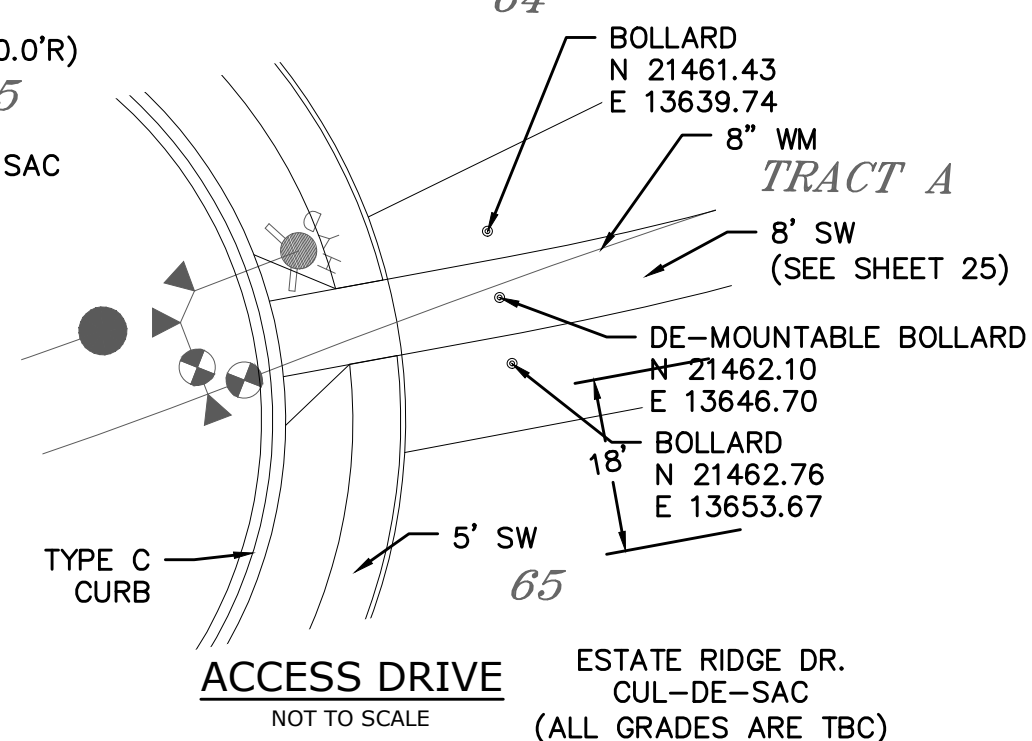 0.0'R)
5
SAC
BOLLARD
N 21461.43
E 13639.74
8" WM
TRACT A
8' SW
(SEE SHEET 25)
DE-MOUNTABLE BOLLARD
N 21462.10
E 13646.70
BOLLARD
N 21462.76
E 13653.67
18'
5' SW
TYPE C
CURB
65
ACCESS DRIVE
NOT TO SCALE
ESTATE RIDGE DR.
CUL-DE-SAC
(ALL GRADES ARE TBC)